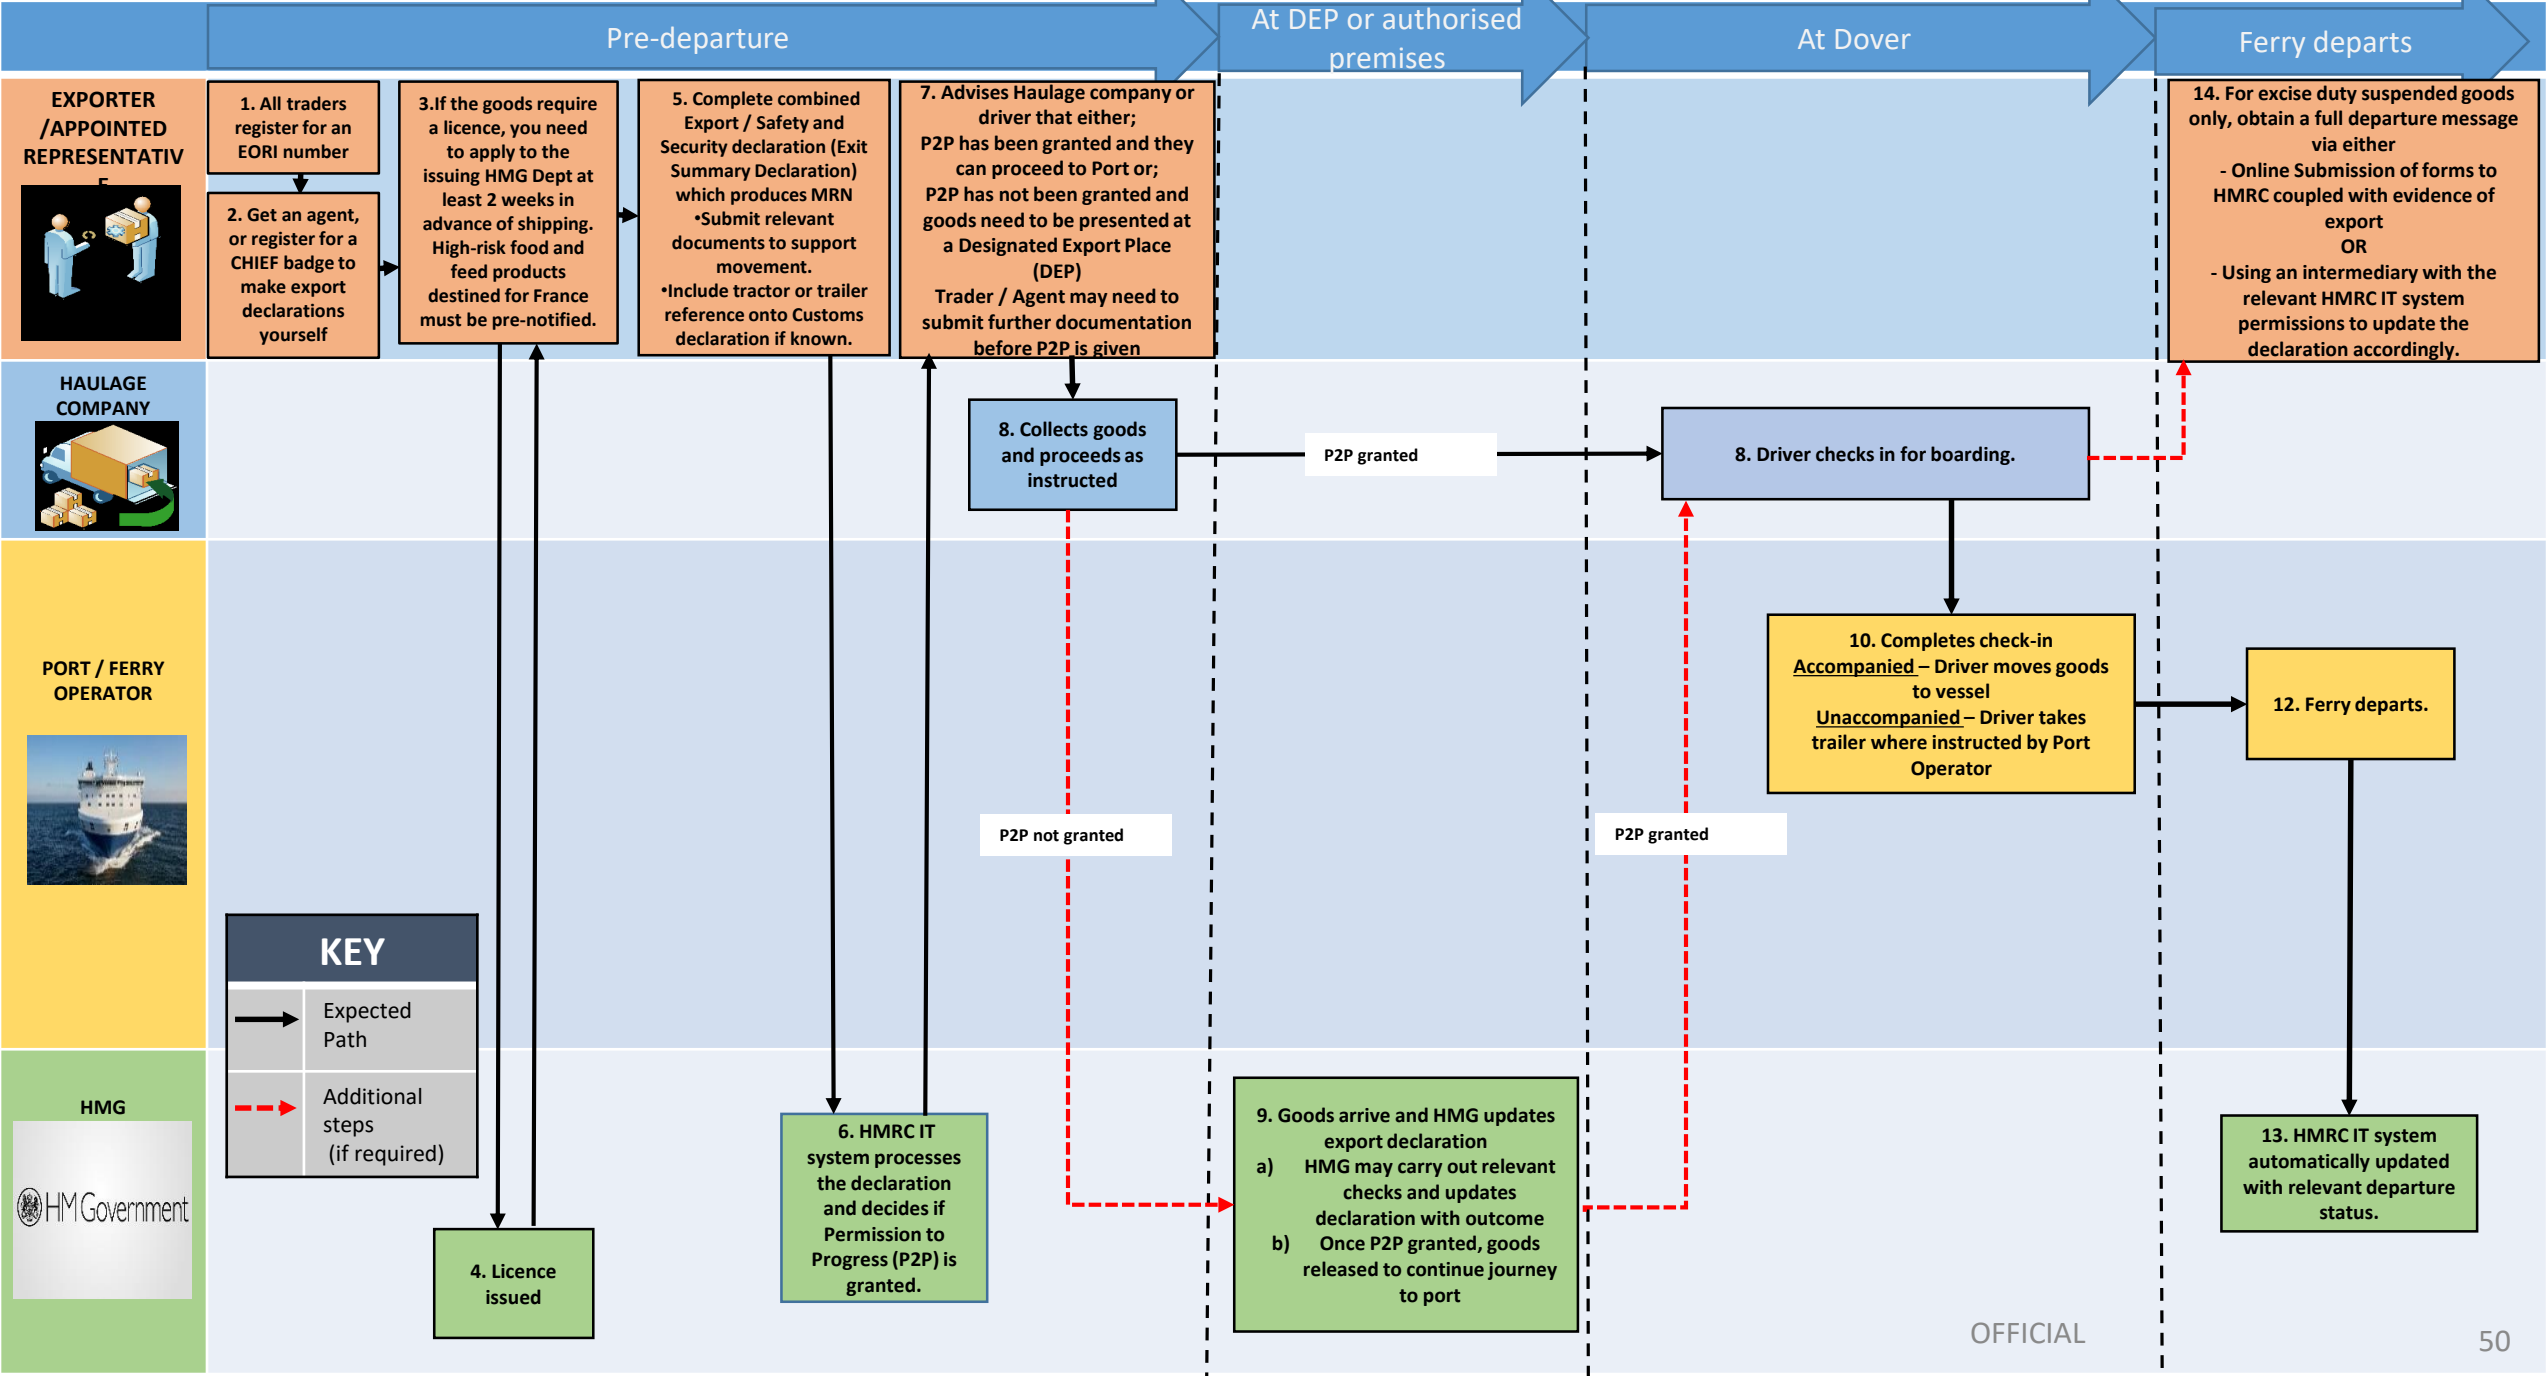 Pre-departure
At DEP or authorised
premises
At Dover
Ferry departs
EXPORTER
/APPOINTED
REPRESENTATIV
E
1. All traders
register for an
EORI number
2. Get an agent,
or register for a
CHIEF badge to
make export
declarations
yourself
3.If the goods require
a licence, you need
to apply to the
issuing HMG Dept at
least 2 weeks in
advance of shipping.
High-risk food and
feed products
destined for France
must be pre-notified.
5. Complete combined
Export / Safety and
Security declaration (Exit
Summary Declaration)
which produces MRN
•Submit relevant
documents to support
movement.
•Include tractor or trailer
reference onto Customs
declaration if known.
7. Advises Haulage company or
driver that either;
P2P has been granted and they
can proceed to Port or;
P2P has not been granted and
goods need to be presented at
a Designated Export Place
(DEP)
Trader / Agent may need to
submit further documentation
before P2P is given
14. For excise duty suspended goods
only, obtain a full departure message
via either
- Online Submission of forms to
HMRC coupled with evidence of
export
OR
- Using an intermediary with the
relevant HMRC IT system
permissions to update the
declaration accordingly.
HAULAGE
COMPANY
8. Collects goods
and proceeds as
instructed
P2P granted
8. Driver checks in for boarding.
PORT / FERRY
OPERATOR
10. Completes check-in
Accompanied – Driver moves goods
to vessel
Unaccompanied – Driver takes
trailer where instructed by Port
Operator
12. Ferry departs.
P2P not granted
P2P granted
KEY
Expected
Path
Additional
steps
(if required)
HMG
HM Government
4. Licence
issued
6. HMRC IT
system processes
the declaration
and decides if
Permission to
Progress (P2P) is
granted.
9. Goods arrive and HMG updates
export declaration
a) HMG may carry out relevant
checks and updates
declaration with outcome
b) Once P2P granted, goods
released to continue journey
to port
13. HMRC IT system
automatically updated
with relevant departure
status.
OFFICIAL
50